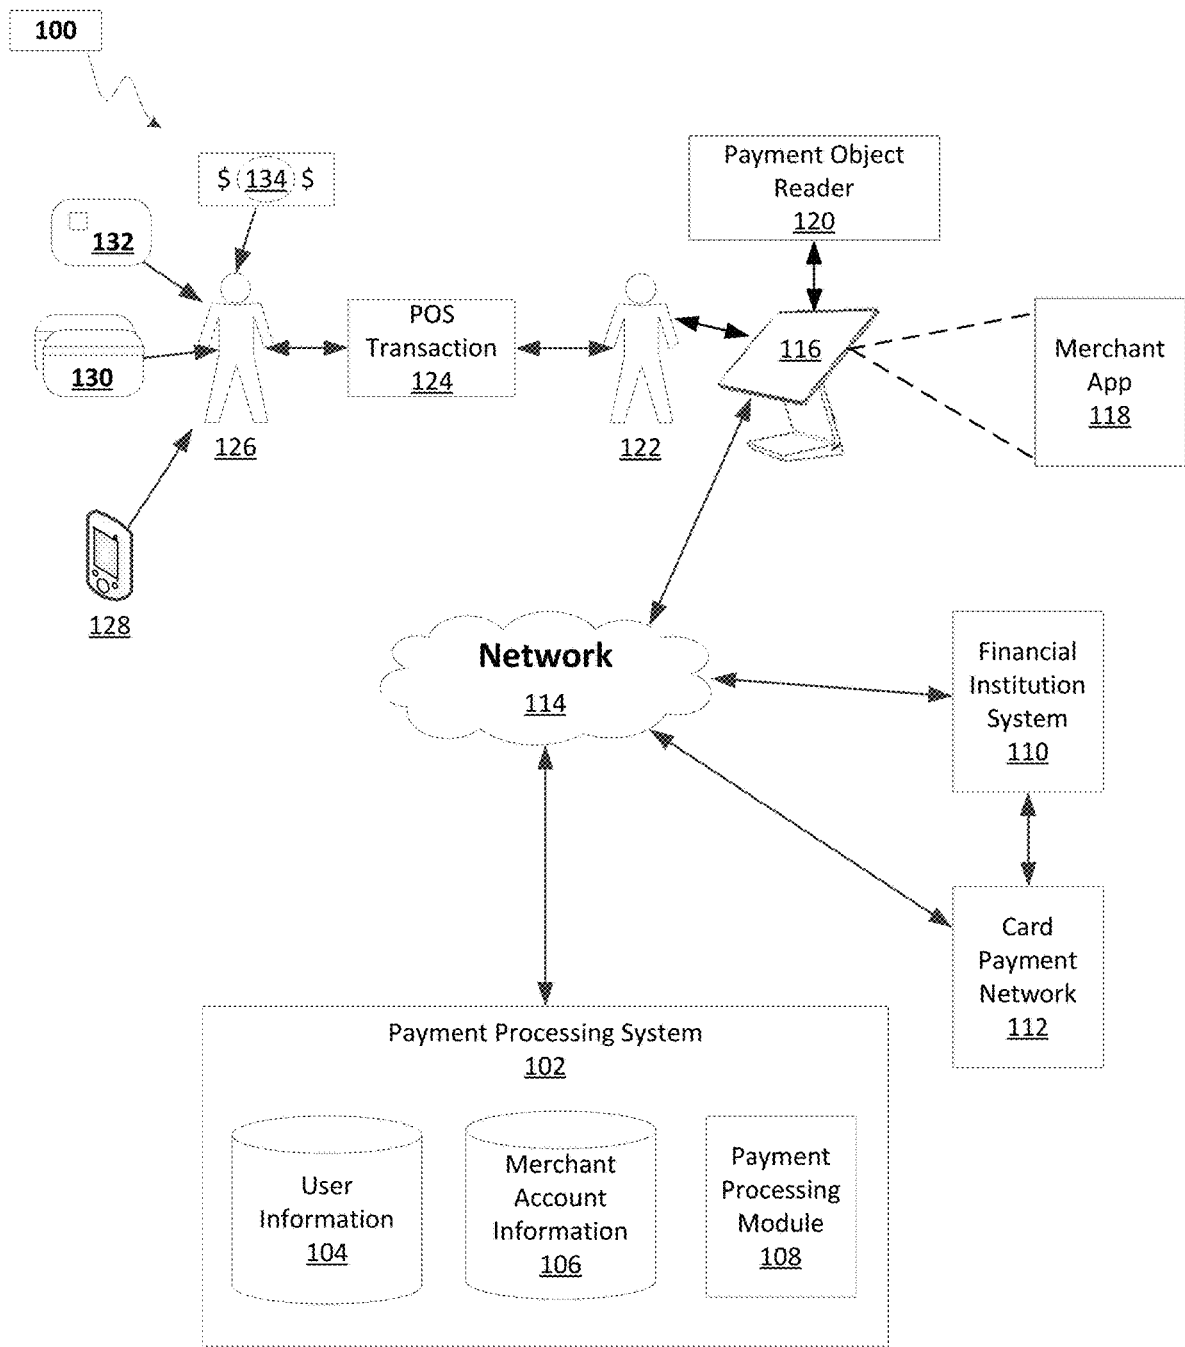 100
$ 134 $
Payment Object
Reader
120
132
POS
Transaction
124
116
Merchant
App
118
130
126
122
128
Network
114
Financial
Institution
System
110
Card
Payment
Network
112
Payment Processing System
102
User
Information
104
Merchant
Account
Information
106
Payment
Processing
Module
108